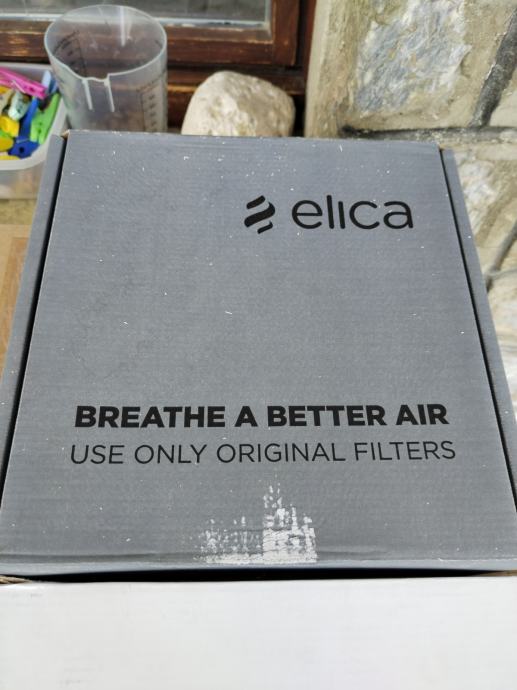 elica
BREATHE A BETTER AIR
USE ONLY ORIGINAL FILTERS